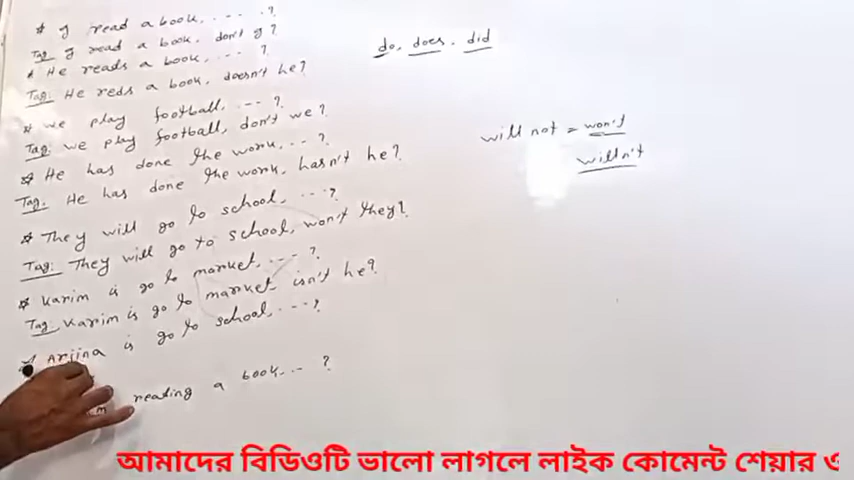 * I read a book, .--- .?
Tag I read a book, don't I?
* He reads a book, ... - ?
Tag: He reds a book, doesn't he?
* we play football, .-- ?
Tag: we play football, don't we?
* He has done the work, -- - ?
Tag: He has done the work, hasn't he?
* They will go to school, ...?
Tag: They will go to school, won't they?
* Karim is go to market, ... - ?
Tag: Karim is go to market, isn't he?
* Arjina is go to school, ...?
reading a book... - ?
do, does. did
will not = won't
willn't
আমাদের বিডিওটি ভালো লাগলে লাইক কোমেন্ট শেয়ার ও